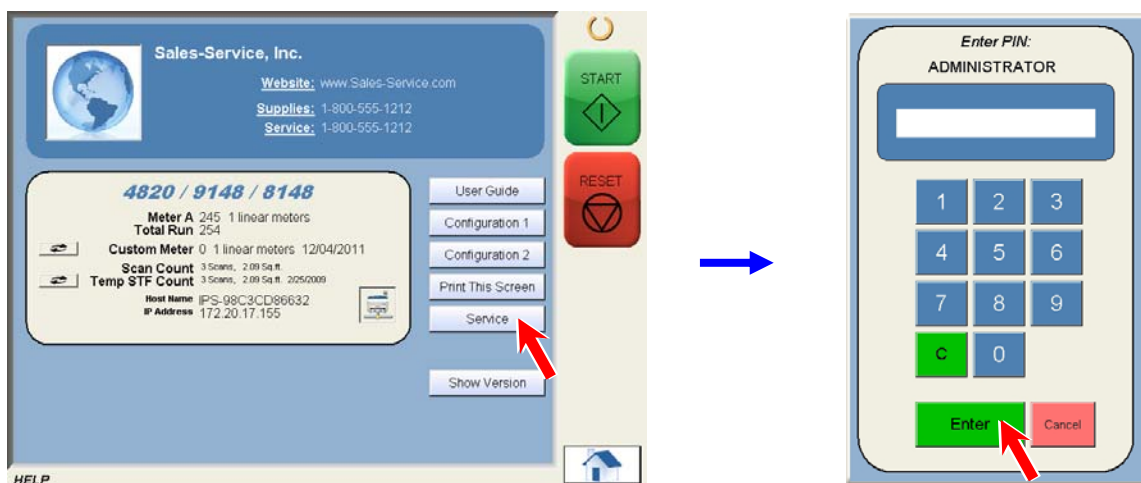 Sales-Service, Inc.
Website: www.Sales-Service.com
Supplies: 1-800-555-1212
Service: 1-800-555-1212
START
RESET
4820 / 9148 / 8148
Meter A 245 1 linear meters
Total Run 254
Custom Meter 0 1 linear meters 12/04/2011
Scan Count 3 Scans, 2.09 Sq.ft.
Temp STF Count 3 Scans, 2.09 Sq.ft. 2/25/2009
Host Name IPS-98C3CD86632
IP Address 172.20.17.155
User Guide
Configuration 1
Configuration 2
Print This Screen
Service
Show Version
HELP
Enter PIN:
ADMINISTRATOR
1 2 3
4 5 6
7 8 9
C 0
Enter Cancel